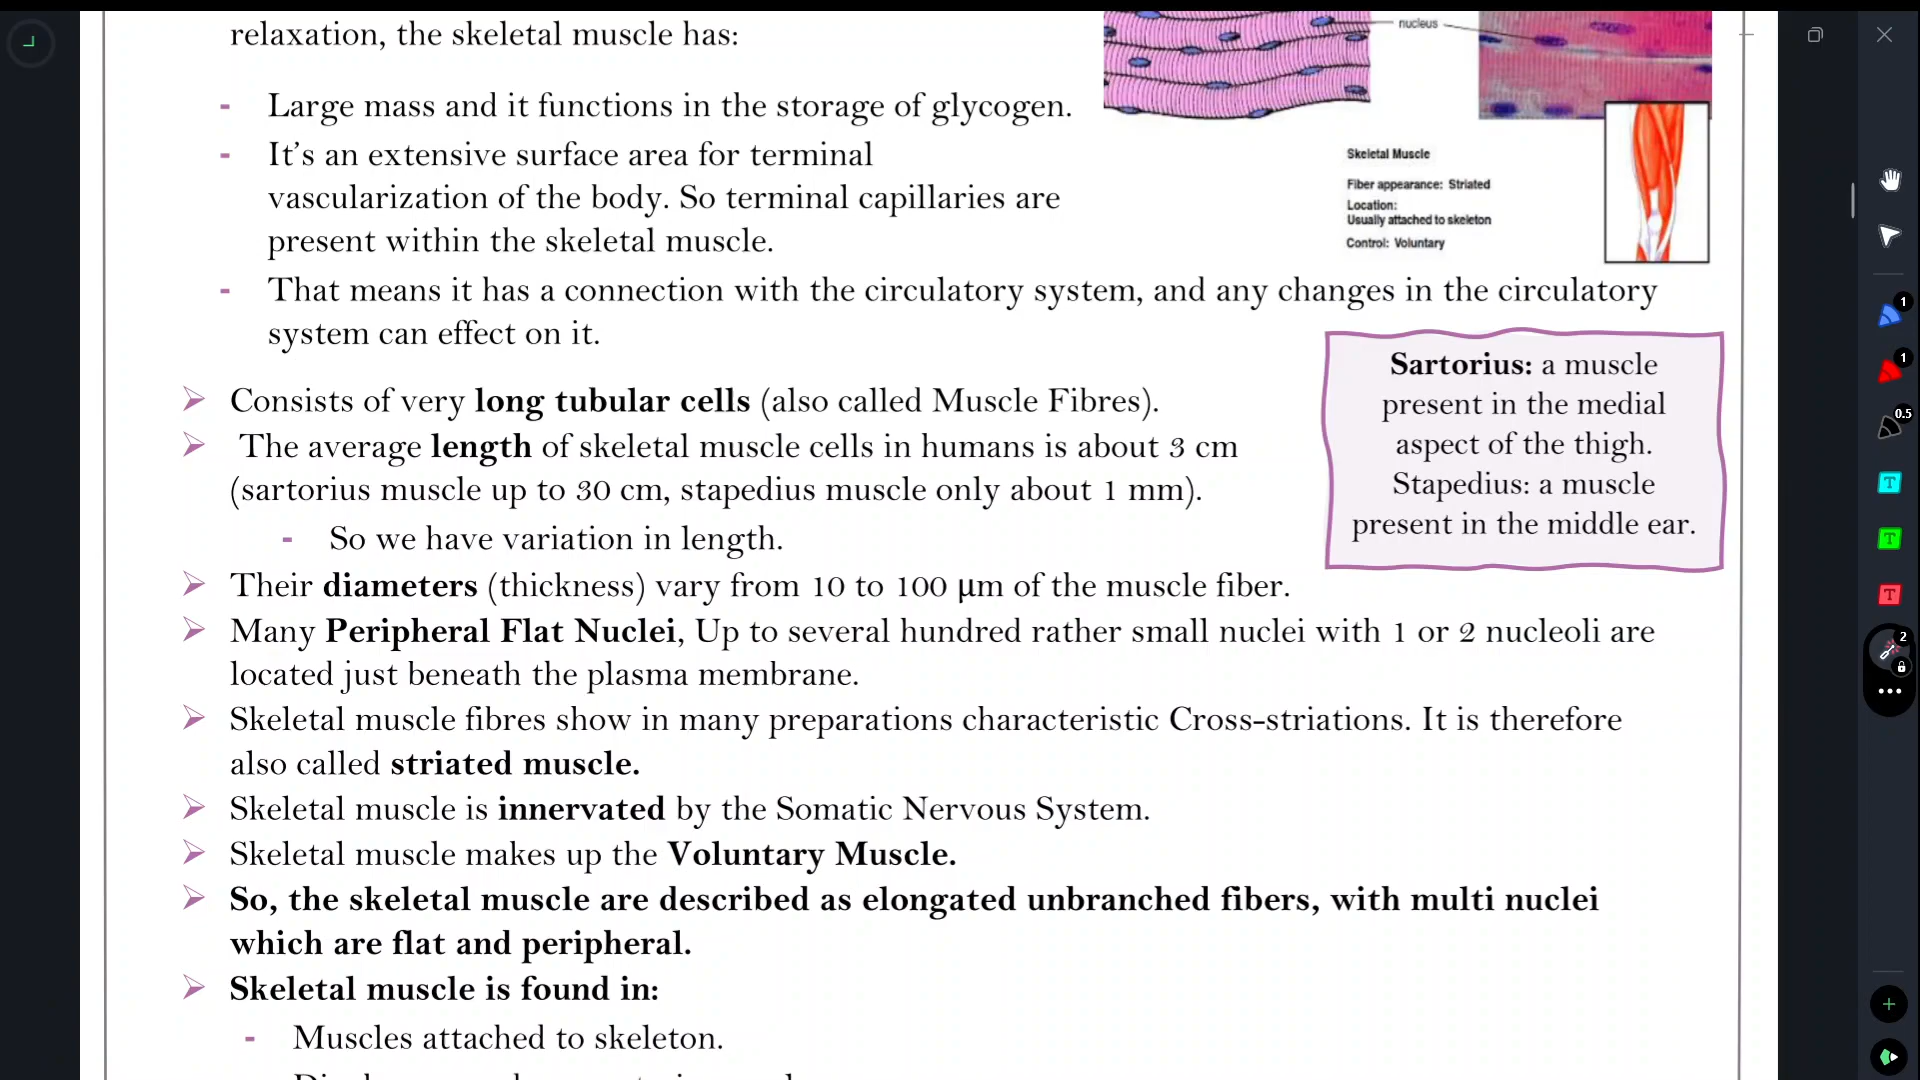 relaxation, the skeletal muscle has:
nucleus
- Large mass and it functions in the storage of glycogen.
- It’s an extensive surface area for terminal
vascularization of the body. So terminal capillaries are
present within the skeletal muscle.
Skeletal Muscle
Fiber appearance: Striated
Location:
Usually attached to skeleton
Control: Voluntary
- That means it has a connection with the circulatory system, and any changes in the circulatory
system can effect on it.
Sartorius: a muscle
present in the medial
aspect of the thigh.
Stapedius: a muscle
present in the middle ear.
Consists of very long tubular cells (also called Muscle Fibres).
The average length of skeletal muscle cells in humans is about 3 cm
(sartorius muscle up to 30 cm, stapedius muscle only about 1 mm).
- So we have variation in length.
Their diameters (thickness) vary from 10 to 100 μm of the muscle fiber.
Many Peripheral Flat Nuclei, Up to several hundred rather small nuclei with 1 or 2 nucleoli are
located just beneath the plasma membrane.
Skeletal muscle fibres show in many preparations characteristic Cross-striations. It is therefore
also called striated muscle.
Skeletal muscle is innervated by the Somatic Nervous System.
Skeletal muscle makes up the Voluntary Muscle.
So, the skeletal muscle are described as elongated unbranched fibers, with multi nuclei
which are flat and peripheral.
Skeletal muscle is found in:
- Muscles attached to skeleton.
1
1
0.5
T
T
T
2